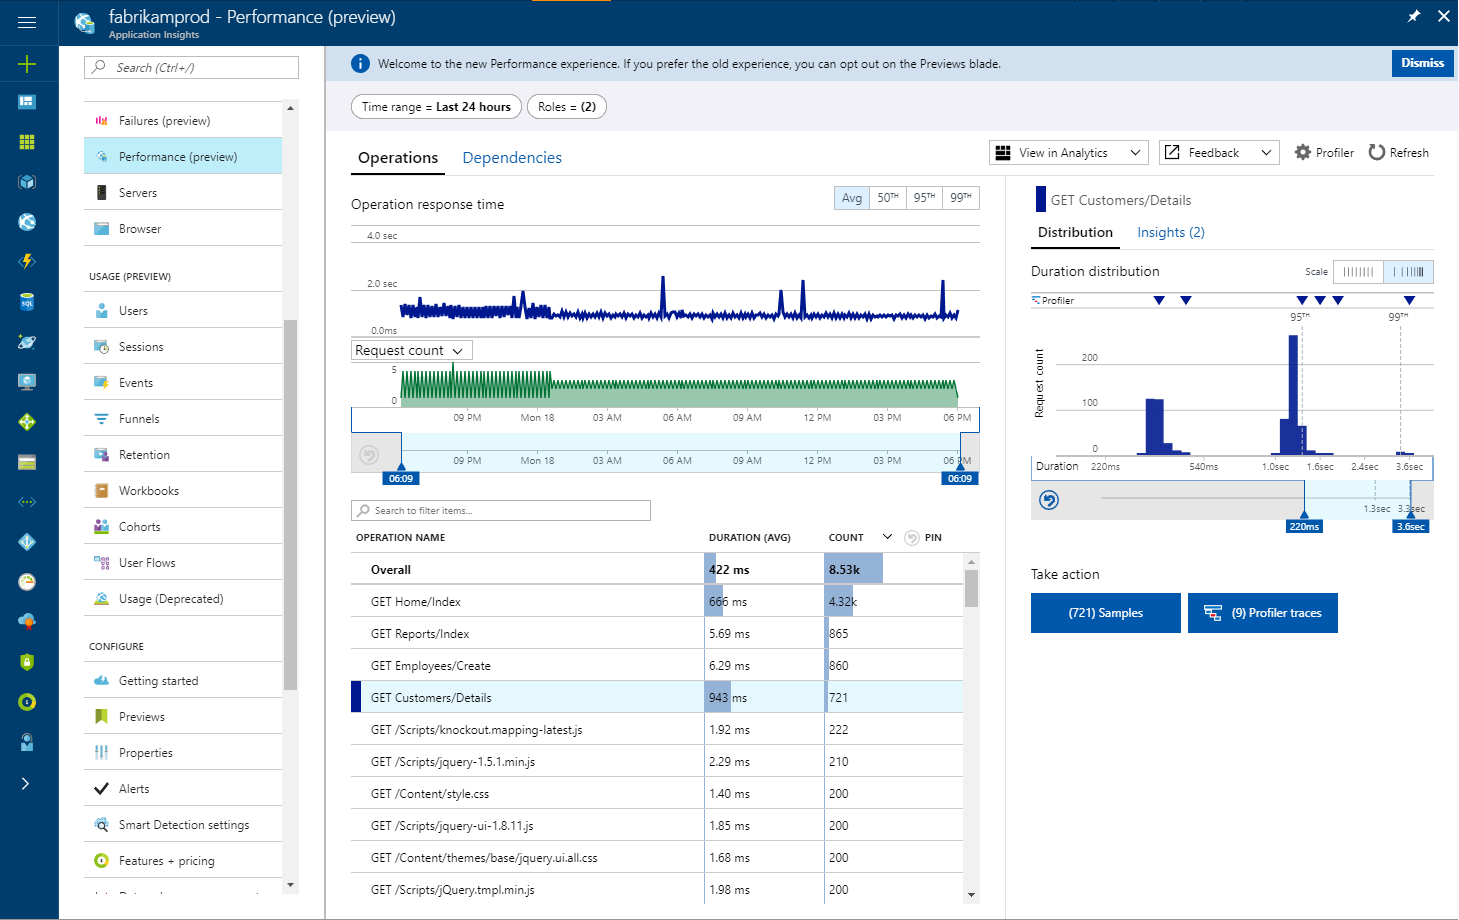 fabrikamprod - Performance (preview)
Application Insights
Search (Ctrl+/)
Failures (preview)
Performance (preview)
Servers
Browser
USAGE (PREVIEW)
Users
Sessions
Events
Funnels
Retention
Workbooks
Cohorts
User Flows
Usage (Deprecated)
CONFIGURE
Getting started
Previews
Properties
Alerts
Smart Detection settings
Features + pricing
SQL
Welcome to the new Performance experience. If you prefer the old experience, you can opt out on the Previews blade.
Dismiss
Time range = Last 24 hours
Roles = (2)
Operations
Dependencies
View in Analytics
Feedback
Profiler
Refresh
Operation response time
Avg 50TH 95TH 99TH
4.0 sec
2.0 sec
0.0ms
Request count
5
0
09 PM Mon 18 03 AM 06 AM 09 AM 12 PM 03 PM 06 PM
09 PM Mon 18 03 AM 06 AM 09 AM 12 PM 03 PM 06 PM
06:09 06:09
Search to filter items...
OPERATION NAME DURATION (AVG) COUNT PIN
Overall 422 ms 8.53k
GET Home/Index 666 ms 4.32k
GET Reports/Index 5.69 ms 865
GET Employees/Create 6.29 ms 860
GET Customers/Details 943 ms 721
GET /Scripts/knockout.mapping-latest.js 1.92 ms 222
GET /Scripts/jquery-1.5.1.min.js 2.29 ms 210
GET /Content/style.css 1.40 ms 200
GET /Scripts/jquery-ui-1.8.11.js 1.85 ms 200
GET /Content/themes/base/jquery.ui.all.css 1.68 ms 200
GET /Scripts/jQuery.tmpl.min.js 1.98 ms 200
GET Customers/Details
Distribution
Insights (2)
Duration distribution
Scale
Profiler
95TH 99TH
Request count
200
100
0
Duration 220ms 540ms 1.0sec 1.6sec 2.4sec 3.6sec
1.3sec 3.3sec
220ms 3.6sec
Take action
(721) Samples
(9) Profiler traces